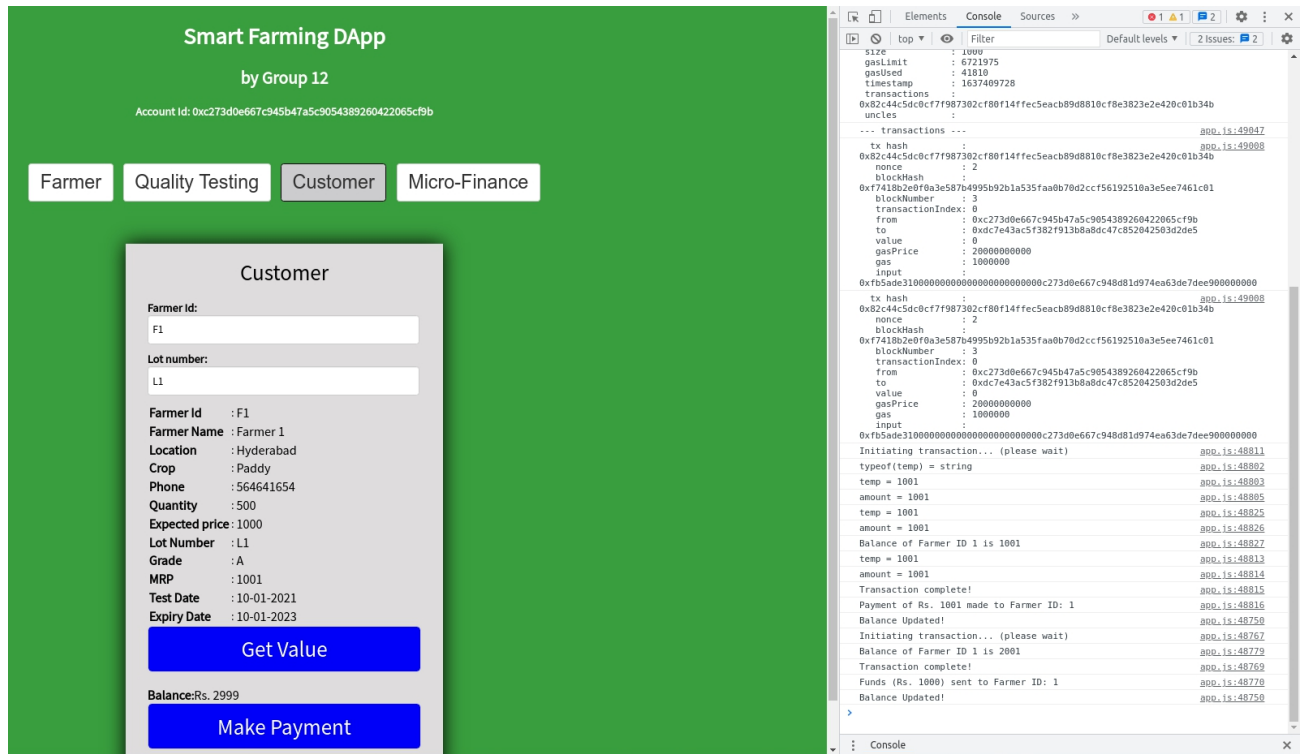 Smart Farming DApp
by Group 12
Account Id: 0xc273d0e667c945b47a5c9054389260422065cf9b
Farmer
Quality Testing
Customer
Micro-Finance
Customer
Farmer Id:
F1
Lot number:
L1
Farmer Id : F1
Farmer Name : Farmer 1
Location : Hyderabad
Crop : Paddy
Phone : 564641654
Quantity : 500
Expected price : 1000
Lot Number : L1
Grade : A
MRP : 1001
Test Date : 10-01-2021
Expiry Date : 10-01-2023
Get Value
Balance:Rs. 2999
Make Payment
Elements Console Sources » 1 1 2
top ▼ Filter Default levels ▼ 2 Issues: 2
size : 1000
gasLimit : 6721975
gasUsed : 41810
timestamp : 1637409728
transactions :
0x82c44c5dc0cf7f987302cf80f14ffec5eacb89d8810cf8e3823e2e420c01b34b
uncles :
--- transactions --- app.js:49047
tx hash : app.js:49008
0x82c44c5dc0cf7f987302cf80f14ffec5eacb89d8810cf8e3823e2e420c01b34b
nonce : 2
blockHash :
0xf7418b2e0f0a3e587b4995b92b1a535faa0b70d2ccf56192510a3e5ee7461c01
blockNumber : 3
transactionIndex: 0
from : 0xc273d0e667c945b47a5c9054389260422065cf9b
to : 0xdc7e43ac5f382f913b8a8dc47c852042503d2de5
value : 0
gasPrice : 20000000000
gas : 1000000
input :
0xfb5ade310000000000000000000000000c273d0e667c948d81d974ea63de7dee900000000
tx hash : app.js:49008
0x82c44c5dc0cf7f987302cf80f14ffec5eacb89d8810cf8e3823e2e420c01b34b
nonce : 2
blockHash :
0xf7418b2e0f0a3e587b4995b92b1a535faa0b70d2ccf56192510a3e5ee7461c01
blockNumber : 3
transactionIndex: 0
from : 0xc273d0e667c945b47a5c9054389260422065cf9b
to : 0xdc7e43ac5f382f913b8a8dc47c852042503d2de5
value : 0
gasPrice : 20000000000
gas : 1000000
input :
0xfb5ade310000000000000000000000000c273d0e667c948d81d974ea63de7dee900000000
Initiating transaction... (please wait) app.js:48811
typeof(temp) = string app.js:48802
temp = 1001 app.js:48803
amount = 1001 app.js:48805
temp = 1001 app.js:48825
amount = 1001 app.js:48826
Balance of Farmer ID 1 is 1001 app.js:48827
temp = 1001 app.js:48813
amount = 1001 app.js:48814
Transaction complete! app.js:48815
Payment of Rs. 1001 made to Farmer ID: 1 app.js:48816
Balance Updated! app.js:48750
Initiating transaction... (please wait) app.js:48767
Balance of Farmer ID 1 is 2001 app.js:48779
Transaction complete! app.js:48769
Funds (Rs. 1000) sent to Farmer ID: 1 app.js:48770
Balance Updated! app.js:48750
Console